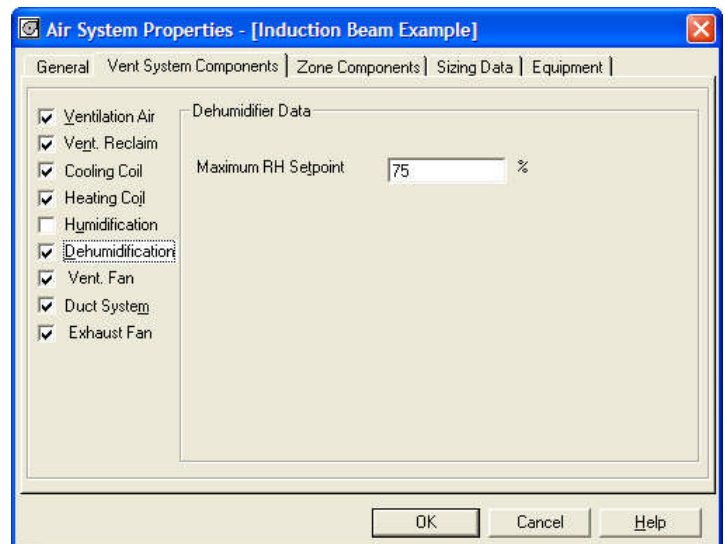 Air System Properties - [Induction Beam Example]
General
Vent System Components
Zone Components
Sizing Data
Equipment
Ventilation Air
Vent. Reclaim
Cooling Coil
Heating Coil
Humidification
Dehumidification
Vent. Fan
Duct System
Exhaust Fan
Dehumidifier Data
Maximum RH Setpoint 75 %
OK Cancel Help